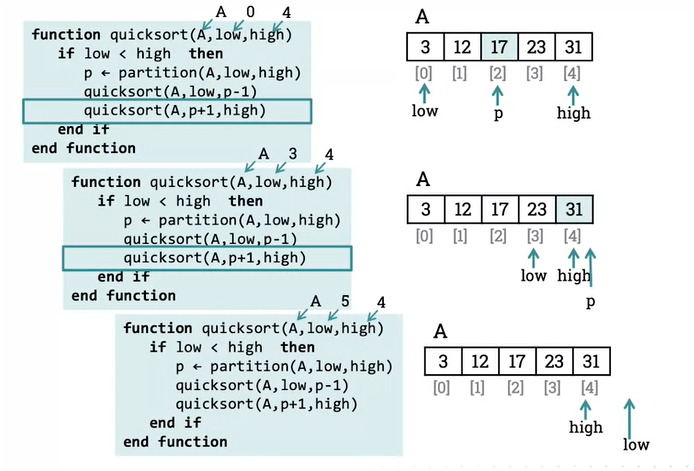 A 0 4
function quicksort(A,low,high)
if low < high then
p ← partition(A,low,high)
quicksort(A,low,p-1)
quicksort(A,p+1,high)
end if
end function
A
3 12 17 23 31
[0] [1] [2] [3] [4]
low p high
A 3 4
function quicksort(A,low,high)
if low < high then
p ← partition(A,low,high)
quicksort(A,low,p-1)
quicksort(A,p+1,high)
end if
end function
A
3 12 17 23 31
[0] [1] [2] [3] [4]
low high
p
A 5 4
function quicksort(A,low,high)
if low < high then
p ← partition(A,low,high)
quicksort(A,low,p-1)
quicksort(A,p+1,high)
end if
end function
A
3 12 17 23 31
[0] [1] [2] [3] [4]
high
low